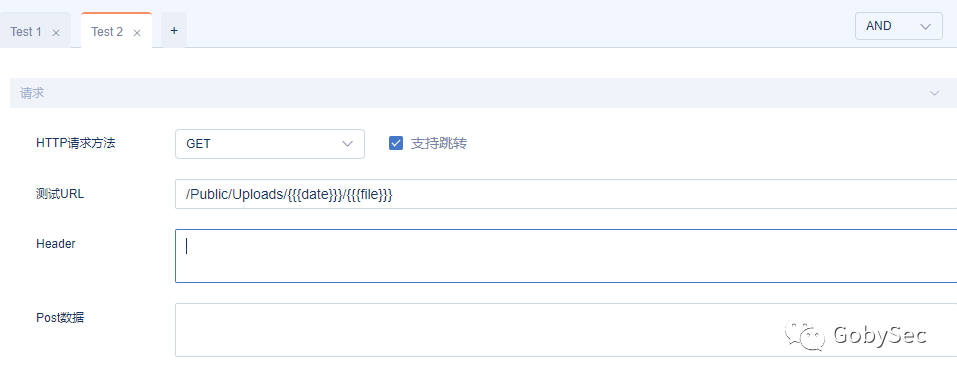 Test 1 × Test 2 × + AND
请求
HTTP请求方法 GET 支持跳转
测试URL /Public/Uploads/{{{date}}}/{{{file}}}
Header
Post数据
GobySec